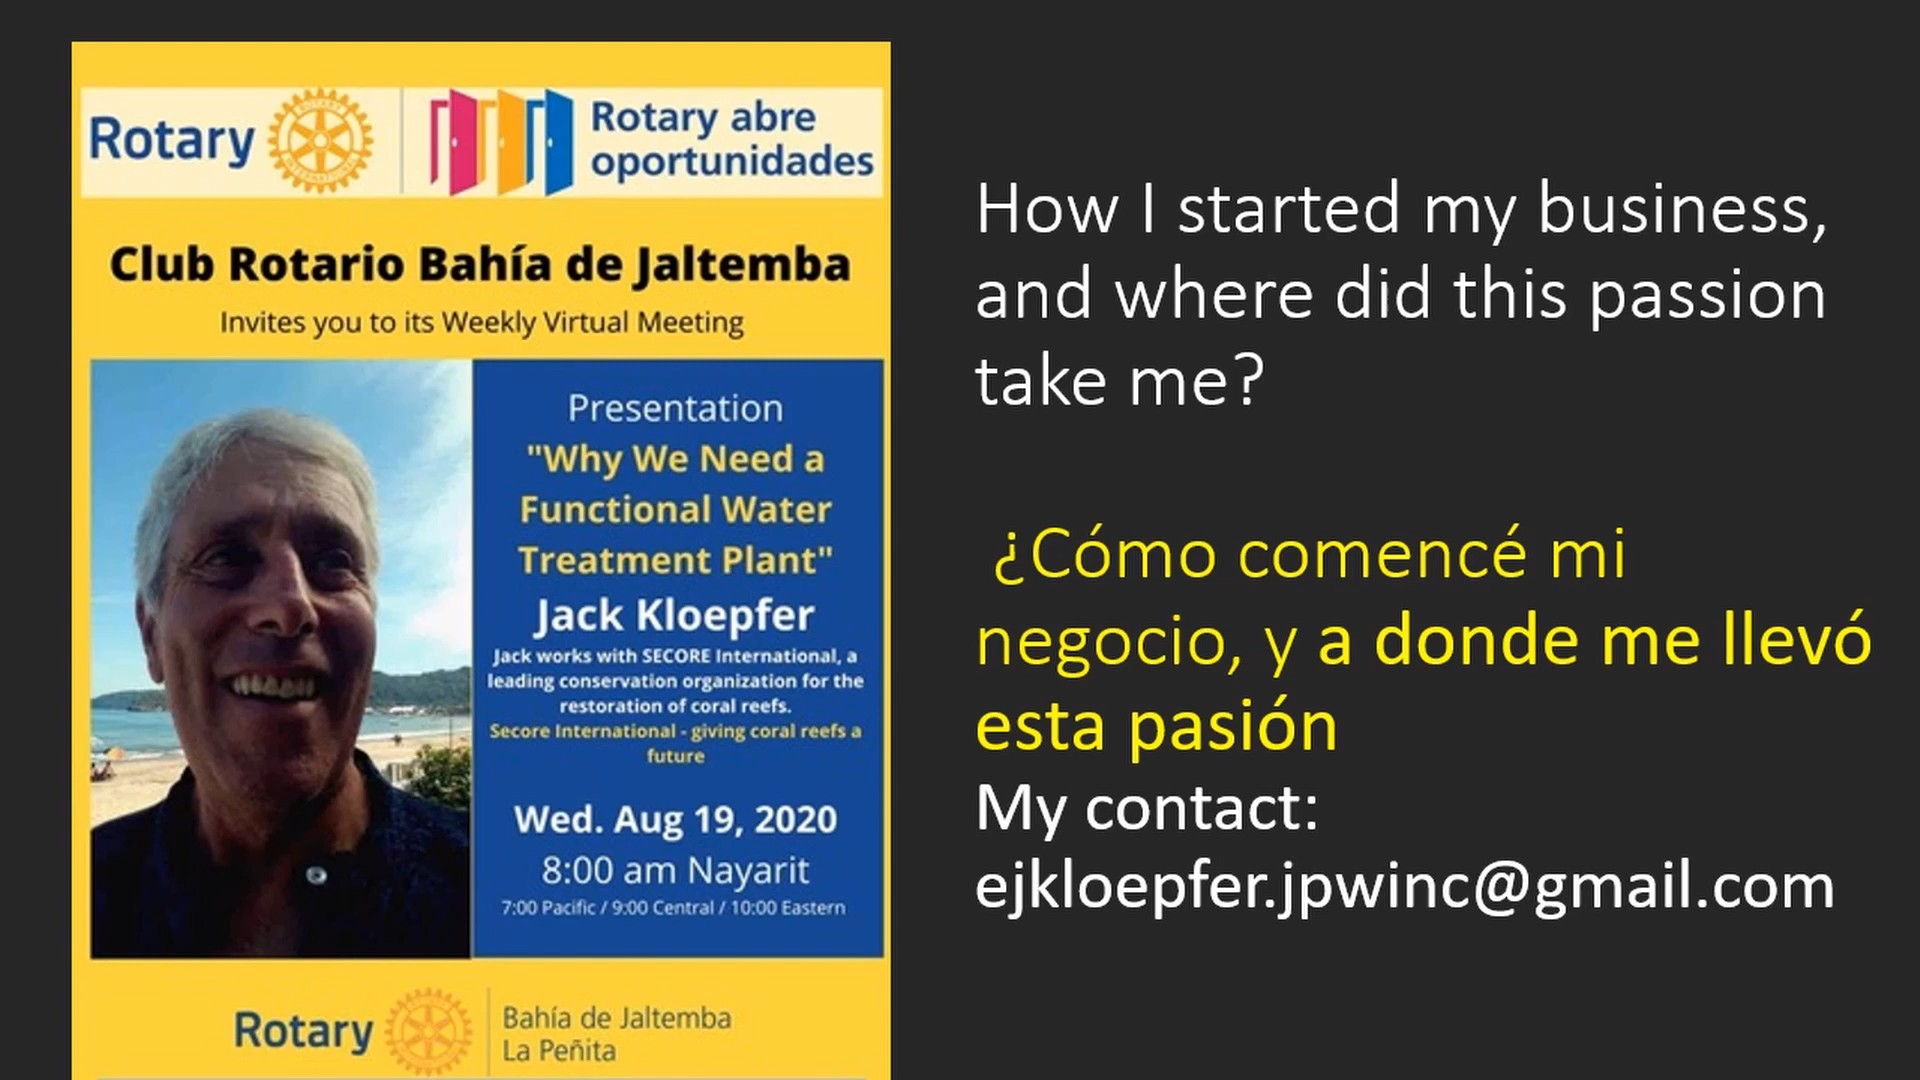 Rotary
Rotary abre
oportunidades
Club Rotario Bahía de Jaltemba
Invites you to its Weekly Virtual Meeting
Presentation
"Why We Need a
Functional Water
Treatment Plant"
Jack Kloepfer
Jack works with SECORE International, a
leading conservation organization for the
restoration of coral reefs.
Secore International - giving coral reefs a
future
Wed. Aug 19, 2020
8:00 am Nayarit
7:00 Pacific / 9:00 Central / 10:00 Eastern
Rotary
Bahía de Jaltemba
La Peñita
How I started my business,
and where did this passion
take me?
¿Cómo comencé mi
negocio, y a donde me llevó
esta pasión
My contact:
ejkloepfer.jpwinc@gmail.com